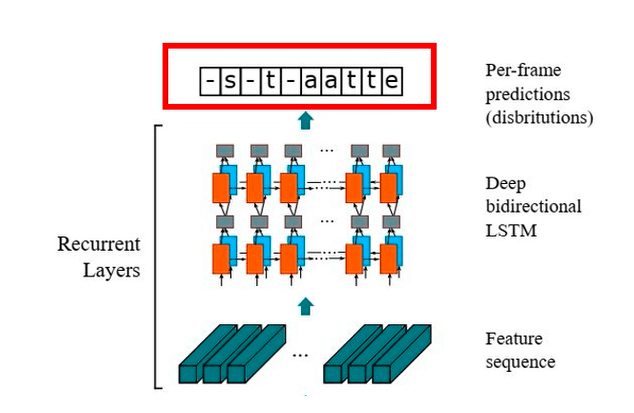 -s-t-aatte
Per-frame
predictions
(disbritutions)
Deep
bidirectional
LSTM
Recurrent
Layers
Feature
sequence